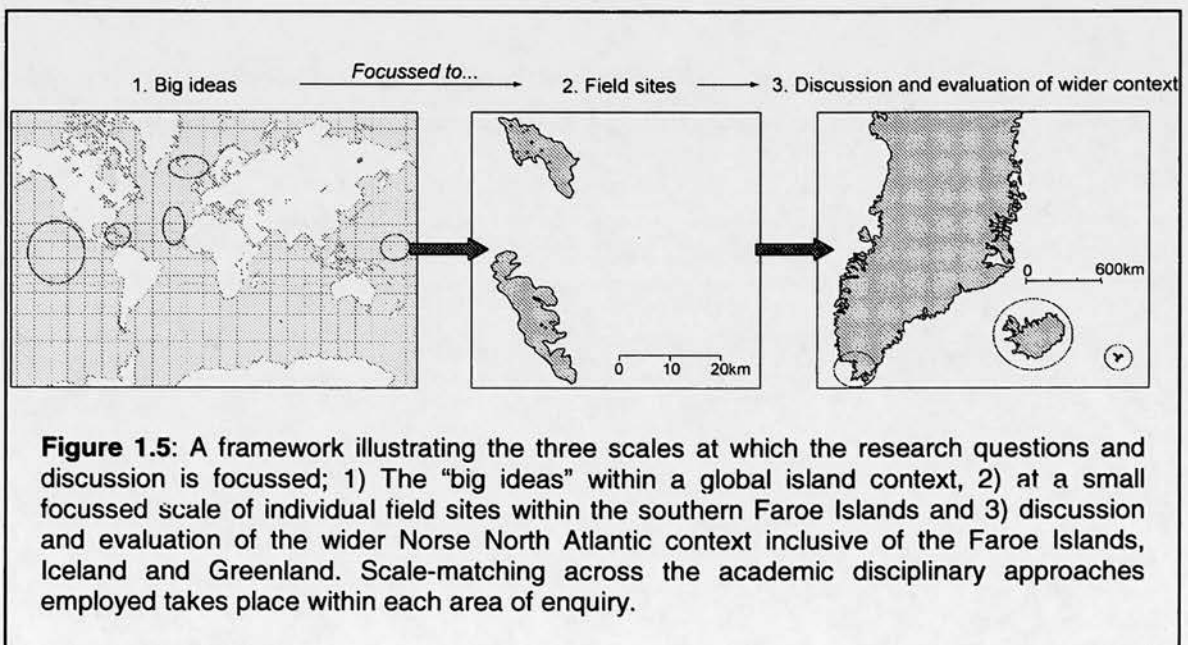 Focussed to...
1. Big ideas
2. Field sites
3. Discussion and evaluation of wider context
0 600km
0 10 20km
Figure 1.5: A framework illustrating the three scales at which the research questions and
discussion is focussed; 1) The “big ideas” within a global island context, 2) at a small
focussed scale of individual field sites within the southern Faroe Islands and 3) discussion
and evaluation of the wider Norse North Atlantic context inclusive of the Faroe Islands,
Iceland and Greenland. Scale-matching across the academic disciplinary approaches
employed takes place within each area of enquiry.